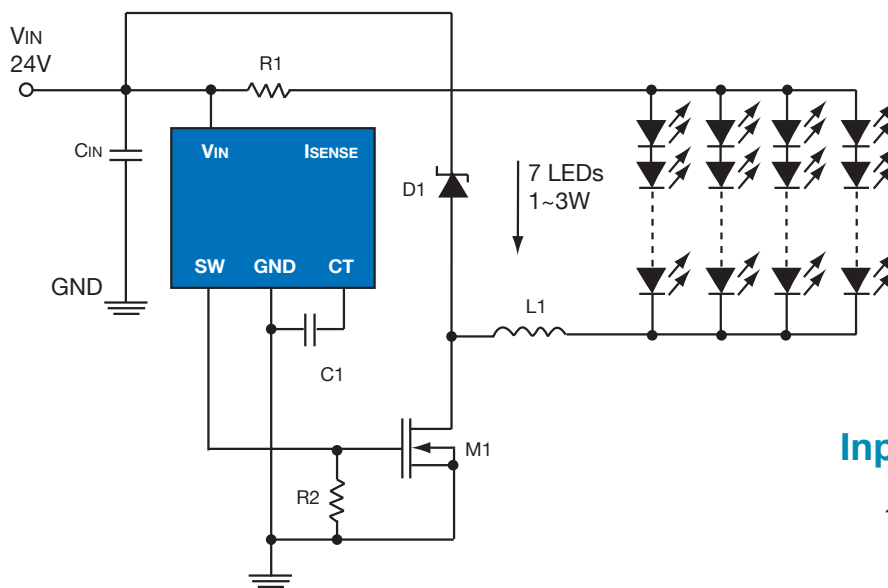 VIN
24V
R1
CIN
VIN
ISENSE
D1
7 LEDs
1~3W
SW
GND
CT
GND
L1
C1
M1
R2
Inp